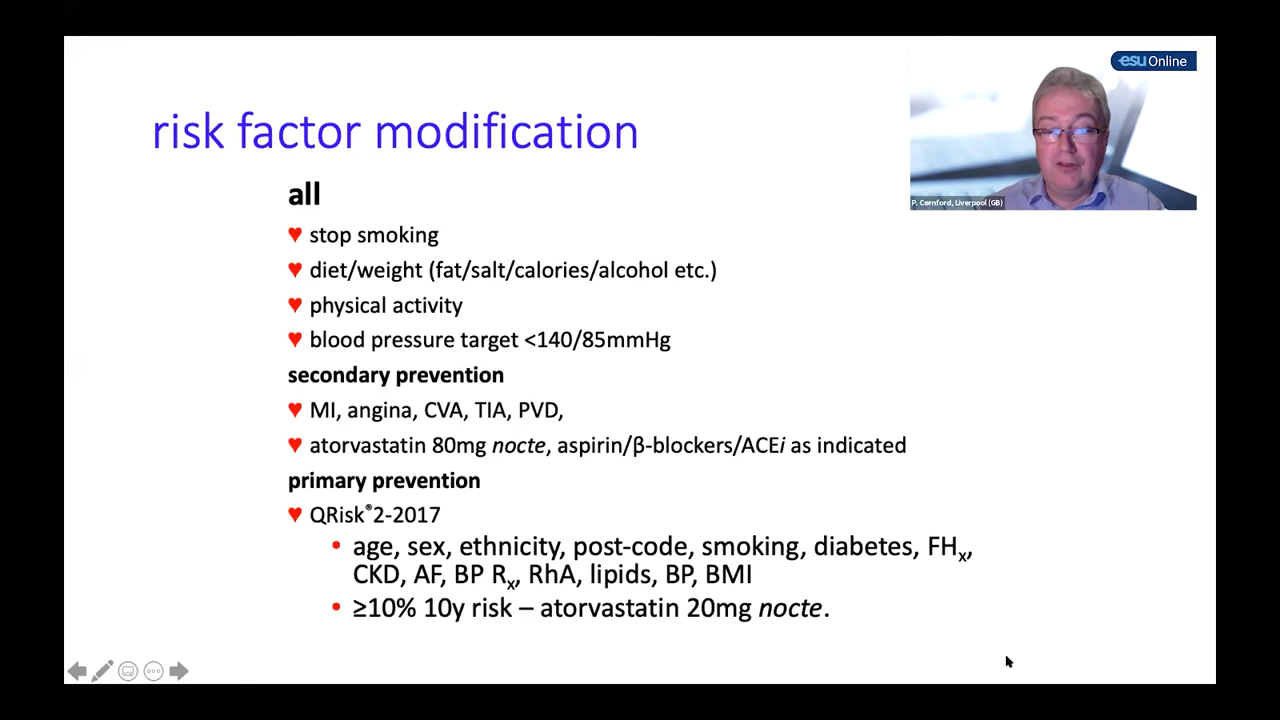 esu Online
risk factor modification
P. Cornford, Liverpool (GB)
all
♥ stop smoking
♥ diet/weight (fat/salt/calories/alcohol etc.)
♥ physical activity
♥ blood pressure target <140/85mmHg
secondary prevention
♥ MI, angina, CVA, TIA, PVD,
♥ atorvastatin 80mg nocte, aspirin/β-blockers/ACEi as indicated
primary prevention
♥ QRisk®2-2017
• age, sex, ethnicity, post-code, smoking, diabetes, FHx,
CKD, AF, BP Rx, RhA, lipids, BP, BMI
• ≥10% 10y risk – atorvastatin 20mg nocte.